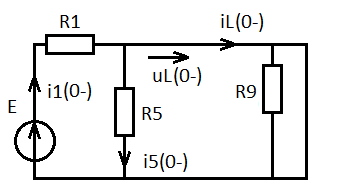 R1
iL(0-)
i1(0-)
uL(0-)
E
R5
R9
i5(0-)